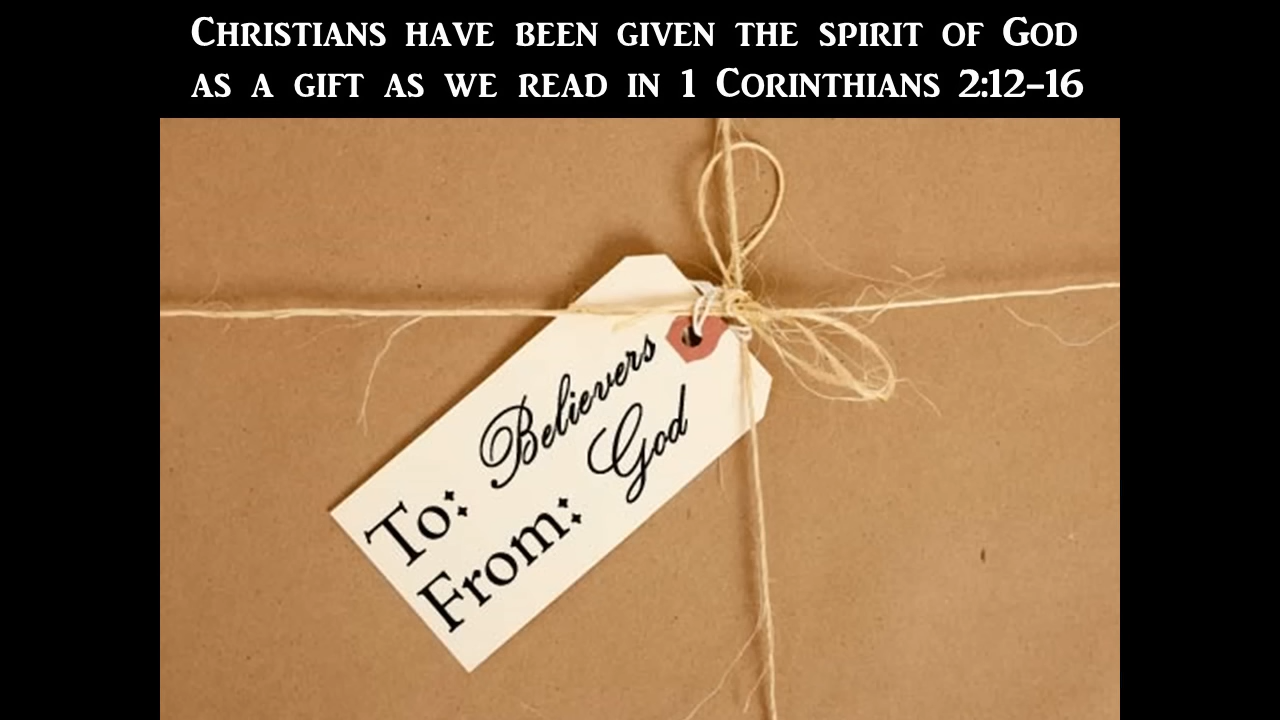 Christians have been given the spirit of God
as a gift as we read in 1 Corinthians 2:12-16
To: Believers
From: God